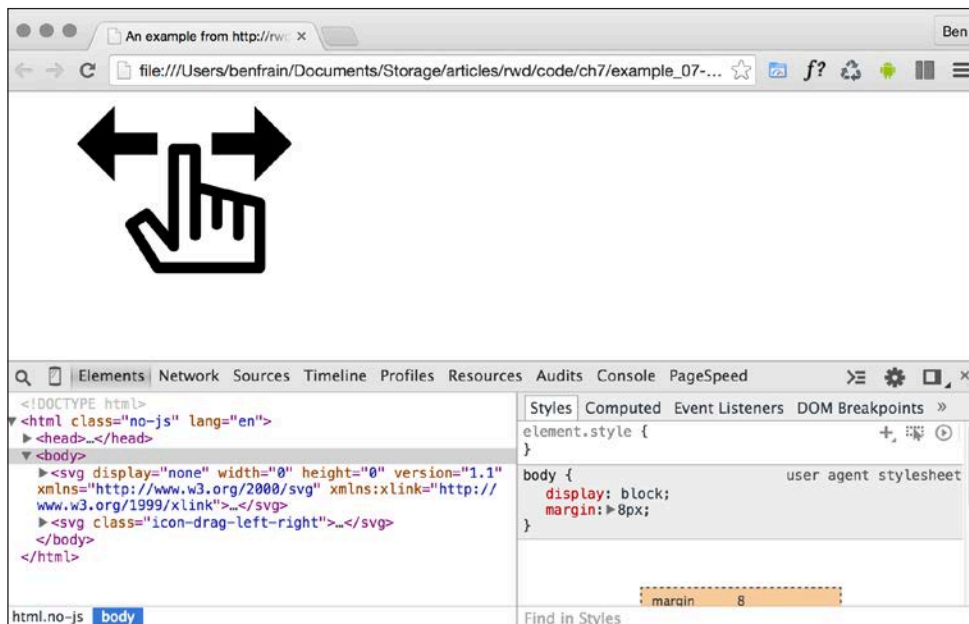 An example from http://rwc ×
Ben
file:///Users/benfrain/Documents/Storage/articles/rwd/code/ch7/example_07-...
f?
Elements Network Sources Timeline Profiles Resources Audits Console PageSpeed
<!DOCTYPE html>
<html class="no-js" lang="en">
<head>…</head>
<body>
<svg display="none" width="0" height="0" version="1.1"
xmlns="http://www.w3.org/2000/svg" xmlns:xlink="http://
www.w3.org/1999/xlink">…</svg>
<svg class="icon-drag-left-right">…</svg>
</body>
</html>
html.no-js body
Styles Computed Event Listeners DOM Breakpoints »
element.style {
}
body { user agent stylesheet
display: block;
margin: 8px;
}
margin 8
Find in Styles